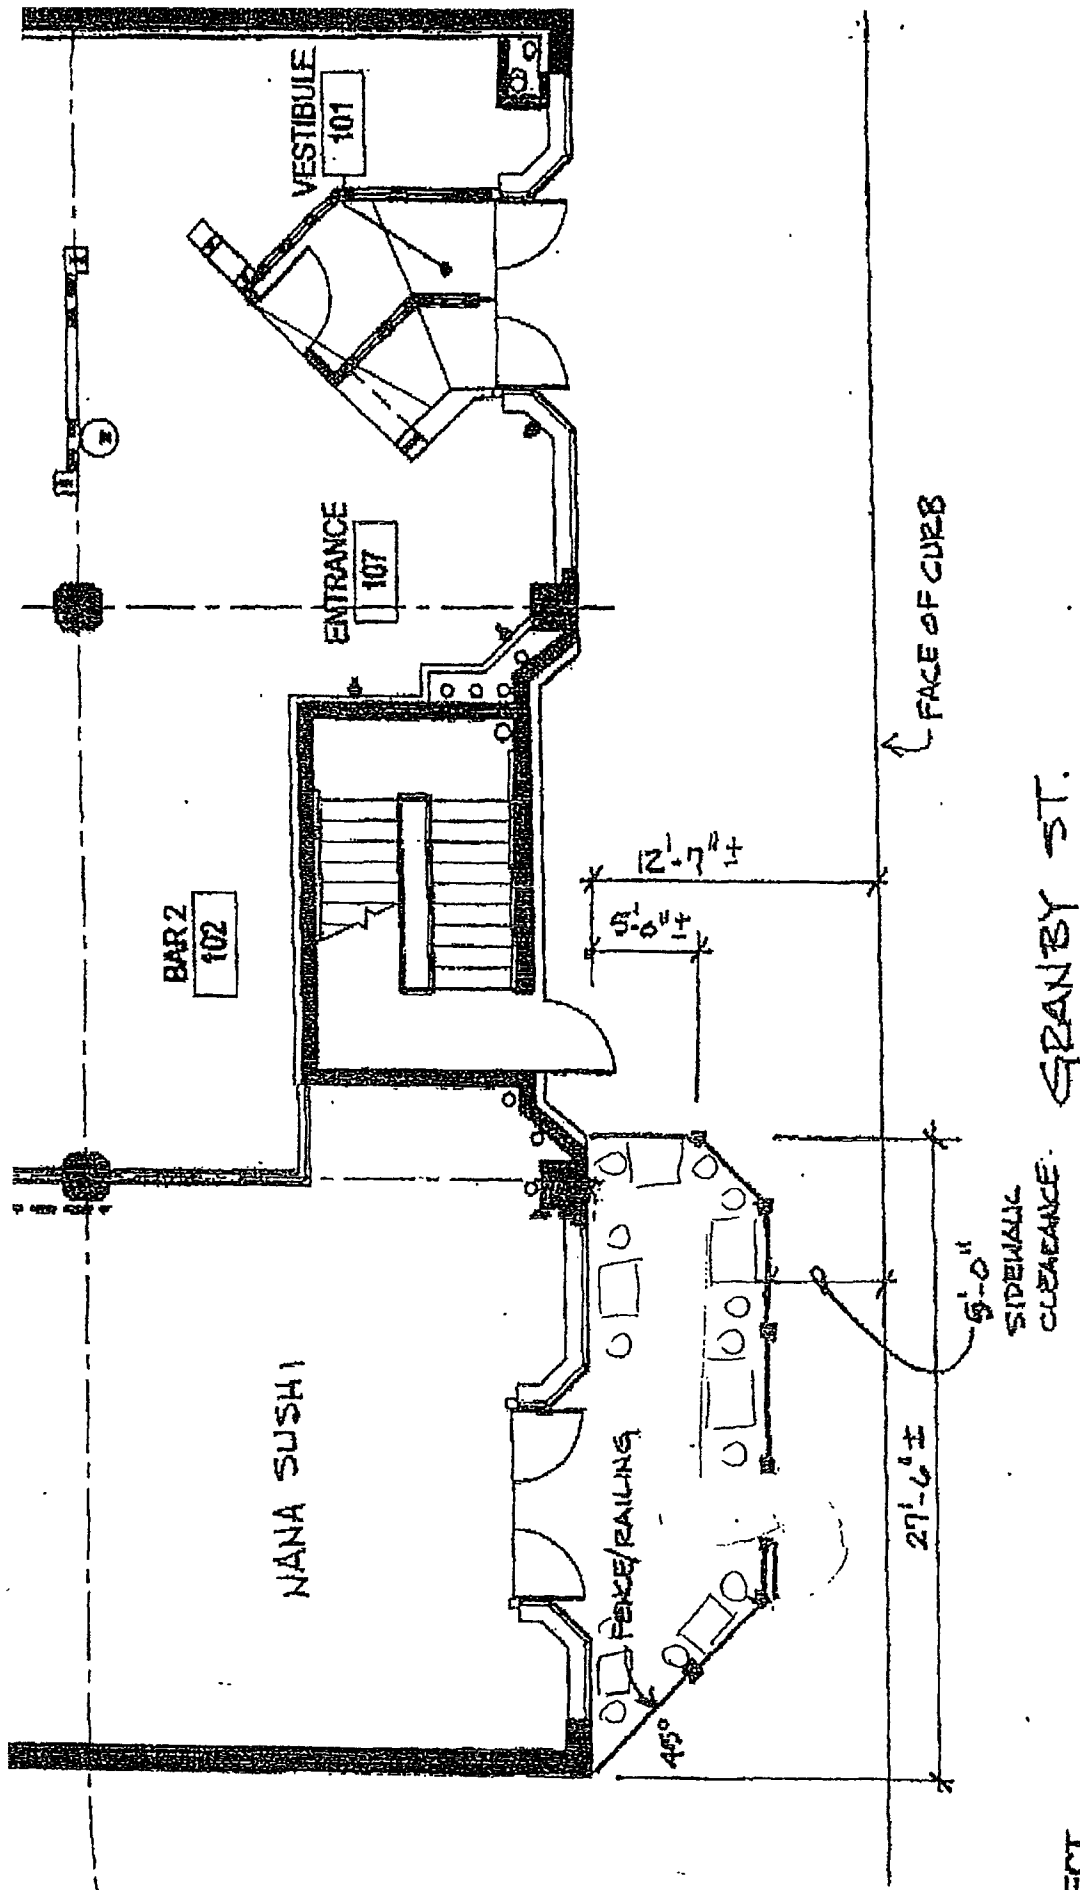 VESTIBULE
101
ENTRANCE
107
BAR 2
102
NANA SUSHI
12'-7"±
5'-0"±
FACE OF CURB
GRANBY ST.
5'-0"
SIDEWALK
CLEARANCE
27'-6"±
FENCE/RAILING
45°